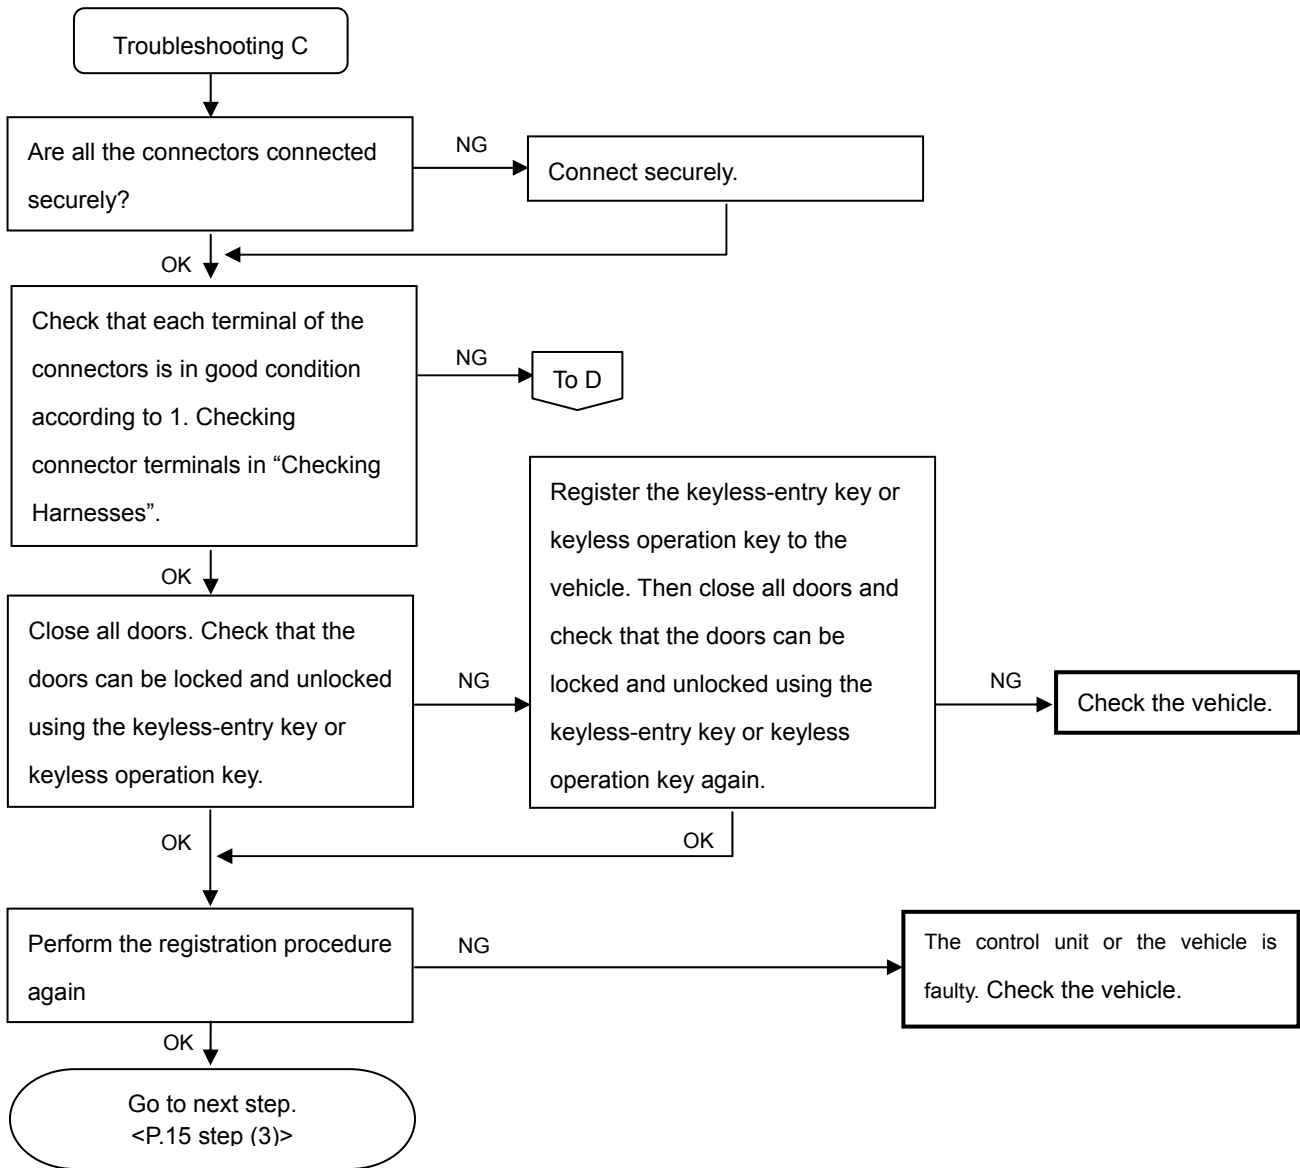 Troubleshooting C
Are all the connectors connected
securely?
NG
Connect securely.
OK
Check that each terminal of the
connectors is in good condition
according to 1. Checking
connector terminals in “Checking
Harnesses”.
NG
To D
OK
Close all doors. Check that the
doors can be locked and unlocked
using the keyless-entry key or
keyless operation key.
NG
Register the keyless-entry key or
keyless operation key to the
vehicle. Then close all doors and
check that the doors can be
locked and unlocked using the
keyless-entry key or keyless
operation key again.
NG
Check the vehicle.
OK
OK
Perform the registration procedure
again
NG
The control unit or the vehicle is
faulty. Check the vehicle.
OK
Go to next step.
<P.15 step (3)>